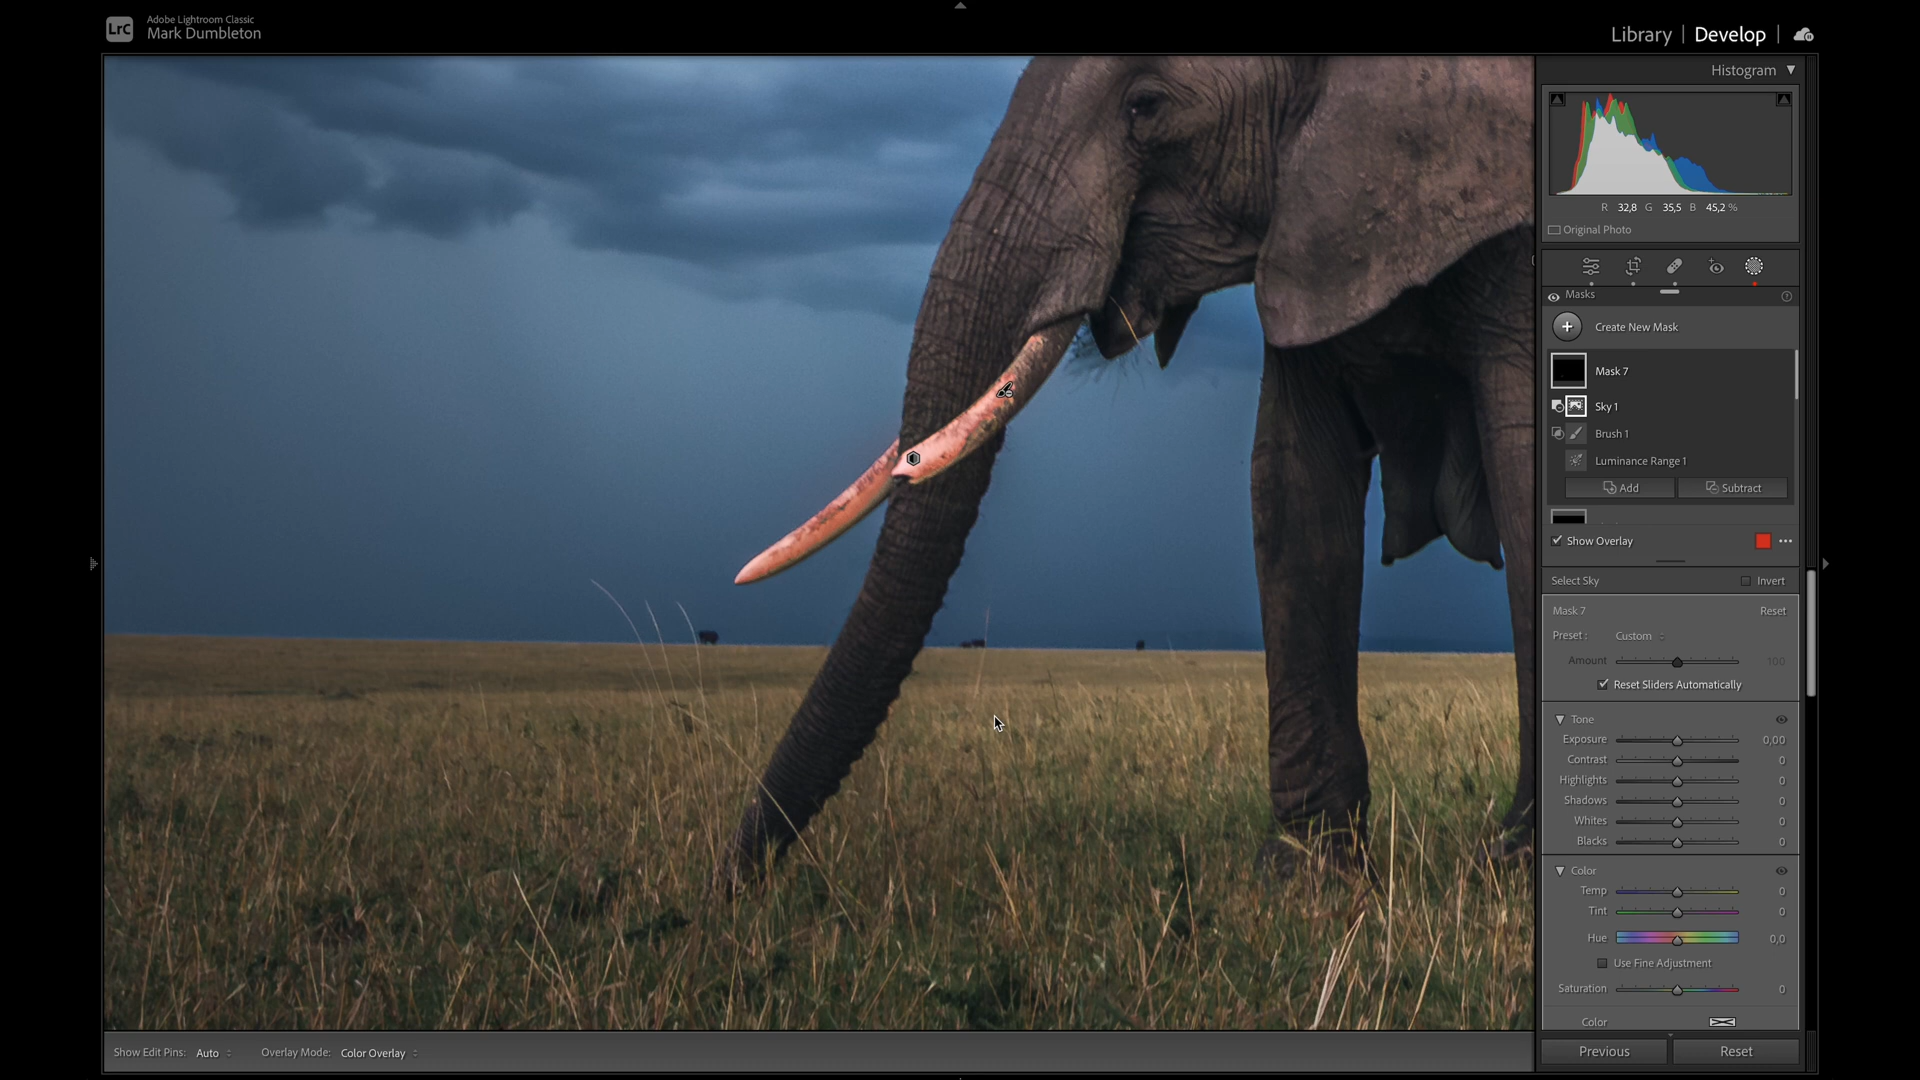 LrC
Adobe Lightroom Classic
Mark Dumbleton
Library | Develop |
Histogram
R 32,8 G 35,5 B 45,2 %
Original Photo
Masks
Create New Mask
Mask 7
Sky 1
Brush 1
Luminance Range 1
Add Subtract
Show Overlay
Select Sky Invert
Mask 7 Reset
Preset : Custom
Amount 100
Reset Sliders Automatically
Tone
Exposure 0,00
Contrast 0
Highlights 0
Shadows 0
Whites 0
Blacks 0
Color
Temp 0
Tint 0
Hue 0,0
Use Fine Adjustment
Saturation 0
Color
Show Edit Pins: Auto Overlay Mode: Color Overlay
Previous Reset